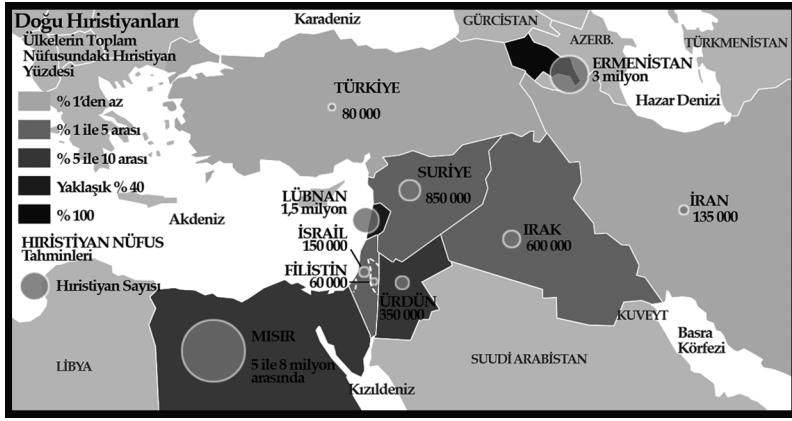 Doğu Hıristiyanları
Ülkelerin Toplam
Nüfusundaki Hıristiyan
Yüzdesi
% 1'den az
% 1 ile 5 arası
% 5 ile 10 arası
Yaklaşık % 40
% 100
HIRİSTİYAN NÜFUS
Tahminleri
Hıristiyan Sayısı
Karadeniz
GÜRCİSTAN
AZERB.
TÜRKMENİSTAN
ERMENİSTAN
3 milyon
Hazar Denizi
TÜRKİYE
80 000
SURİYE
850 000
LÜBNAN
1,5 milyon
Akdeniz
İSRAİL
150 000
FİLİSTİN
60 000
IRAK
600 000
İRAN
135 000
ÜRDÜN
350 000
KUVEYT
MISIR
5 ile 8 milyon
arasında
Basra
Körfezi
LİBYA
SUUDİ ARABİSTAN
Kızıldeniz